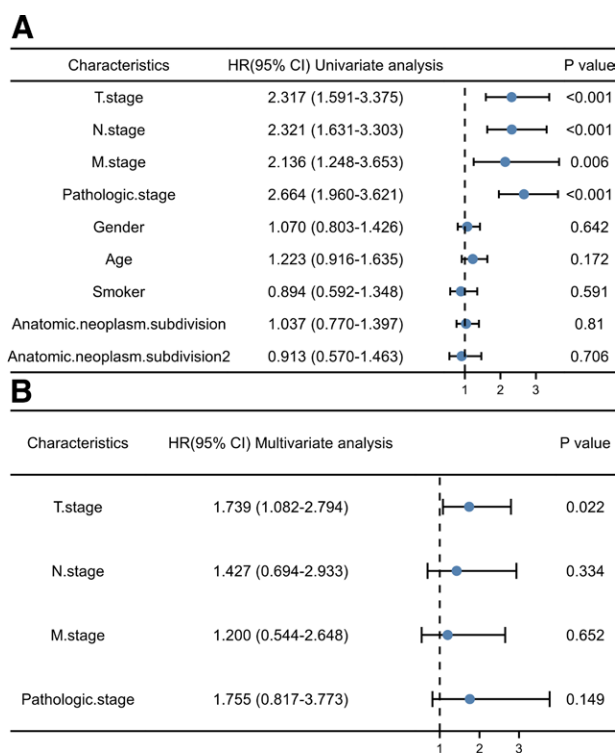 A
Characteristics HR(95% CI) Univariate analysis P value
T.stage 2.317 (1.591-3.375) <0.001
N.stage 2.321 (1.631-3.303) <0.001
M.stage 2.136 (1.248-3.653) 0.006
Pathologic.stage 2.664 (1.960-3.621) <0.001
Gender 1.070 (0.803-1.426) 0.642
Age 1.223 (0.916-1.635) 0.172
Smoker 0.894 (0.592-1.348) 0.591
Anatomic.neoplasm.subdivision 1.037 (0.770-1.397) 0.81
Anatomic.neoplasm.subdivision2 0.913 (0.570-1.463) 0.706
1 2 3
B
Characteristics HR(95% CI) Multivariate analysis P value
T.stage 1.739 (1.082-2.794) 0.022
N.stage 1.427 (0.694-2.933) 0.334
M.stage 1.200 (0.544-2.648) 0.652
Pathologic.stage 1.755 (0.817-3.773) 0.149
1 2 3